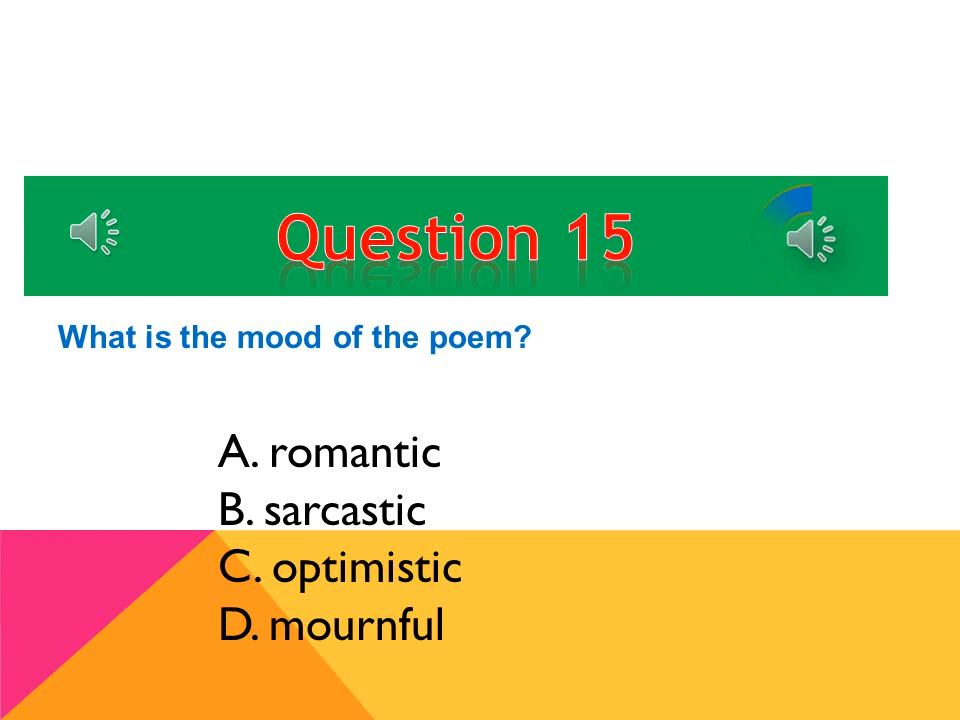 Question 15
What is the mood of the poem?
A. romantic
B. sarcastic
C. optimistic
D. mournful